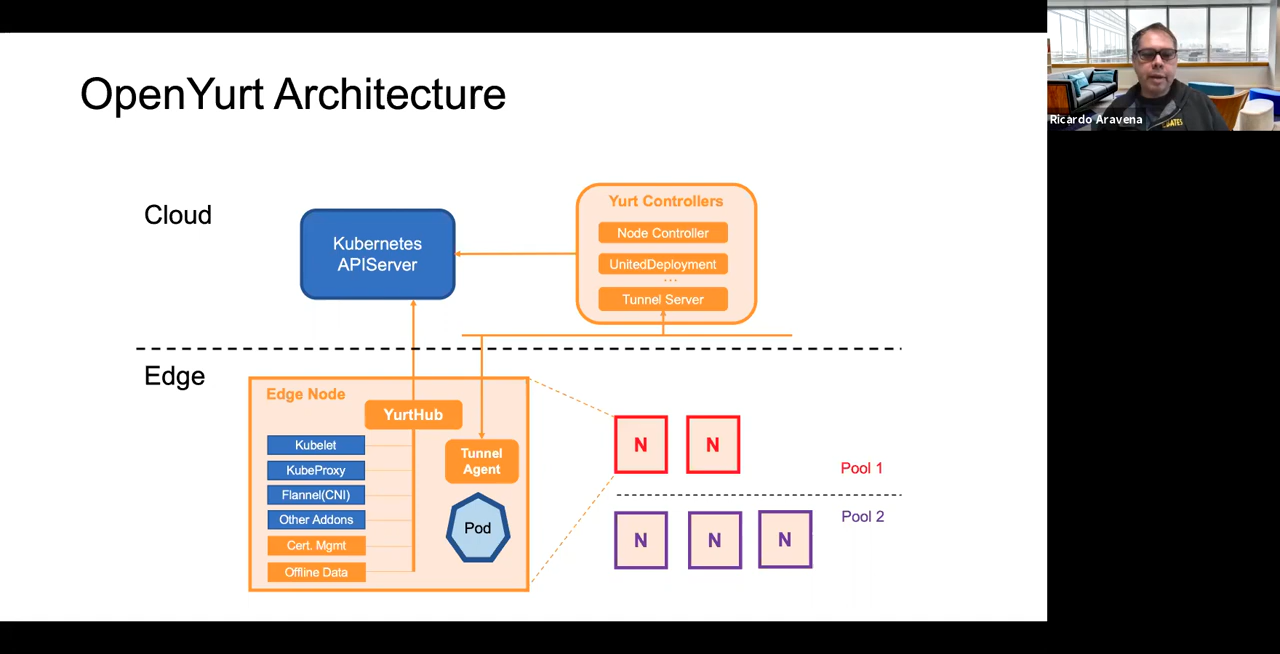 OpenYurt Architecture
Ricardo Aravena
Cloud
Kubernetes
APIServer
Yurt Controllers
Node Controller
UnitedDeployment
...
Tunnel Server
Edge
Edge Node
YurtHub
Kubelet
KubeProxy
Flannel(CNI)
Other Addons
Cert. Mgmt
Offline Data
Tunnel
Agent
Pod
N
N
Pool 1
Pool 2
N
N
N